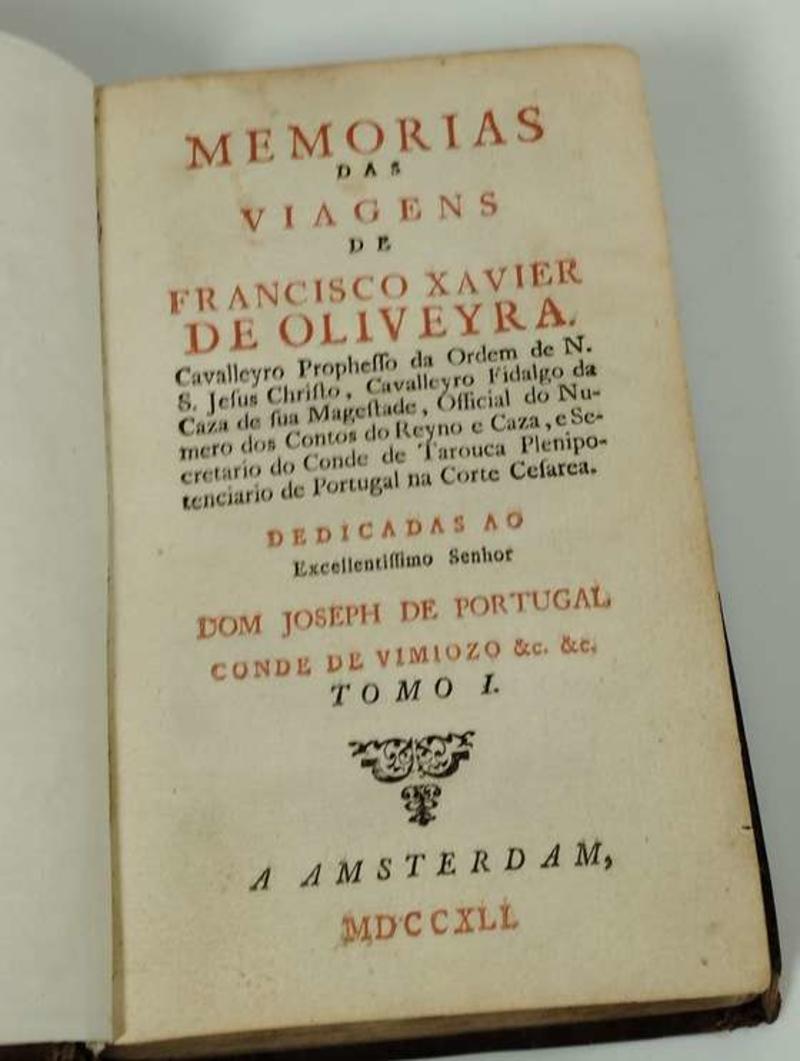 MEMORIAS
DAS
VIAGENS
DE
FRANCISCO XAVIER
DE OLIVEYRA.
Cavalleyro Propheſſo da Ordem de N.
S. Jeſus Chriſto, Cavalleyro Fidalgo da
Caza de ſua Mageſtade, Official do Nu-
mero dos Contos do Reyno e Caza, e Se-
cretario do Conde de Tarouca Plenipo-
tenciario de Portugal na Corte Ceſarea.
DEDICADAS AO
Excellentiſſimo Senhor
DOM JOSEPH DE PORTUGAL,
CONDE DE VIMIOZO &c. &c.
TOMO I.
A AMSTERDAM,
MDCCXLI.